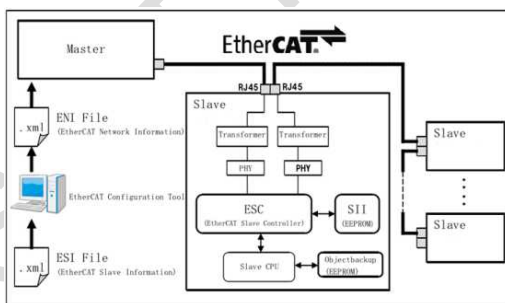 Master
EtherCAT
RJ45 RJ45
Slave
ENI File
(EtherCAT Network Information)
.xml
Transformer Transformer
PHY PHY
EtherCAT Configuration Tool
ESC
(EtherCAT Slave Controller)
SII
(EEPROM)
ESI File
(EtherCAT Slave Information)
.xml
Slave CPU
Objectbackup
(EEPROM)
Slave
Slave